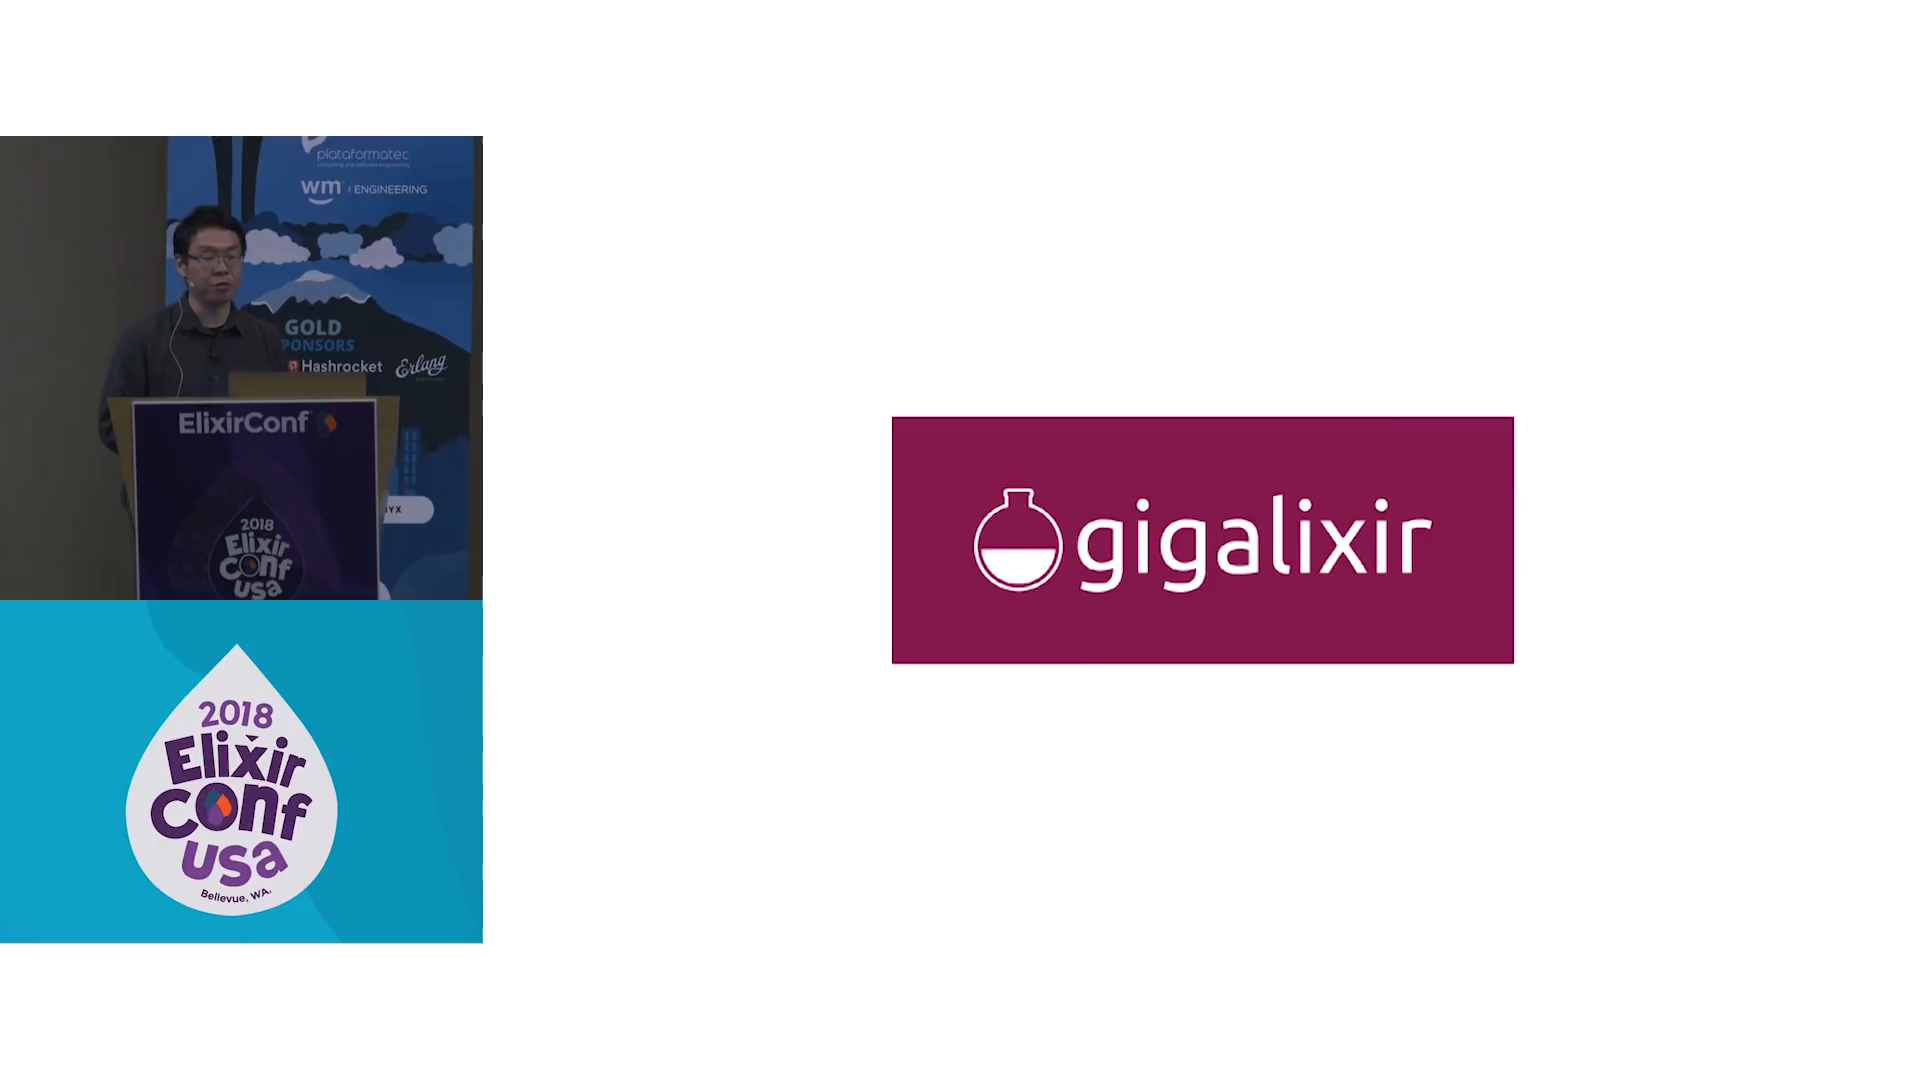 plataformatec
wm | ENGINEERING
GOLD
PONSORS
Hashrocket
Erlang
ElixirConf
2018
Elixir
Conf
USA
2018
Elixir
Conf
USA
Bellevue, WA.
gigalixir